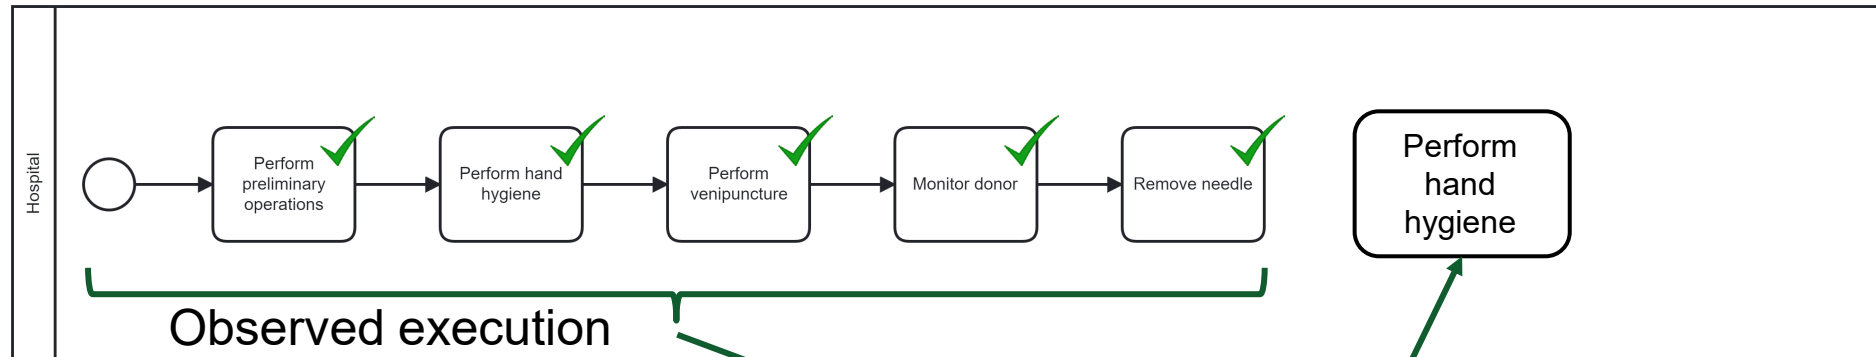 Hospital
Perform
preliminary
operations
Perform hand
hygiene
Perform
venipuncture
Monitor donor
Remove needle
Perform
hand
hygiene
Observed execution